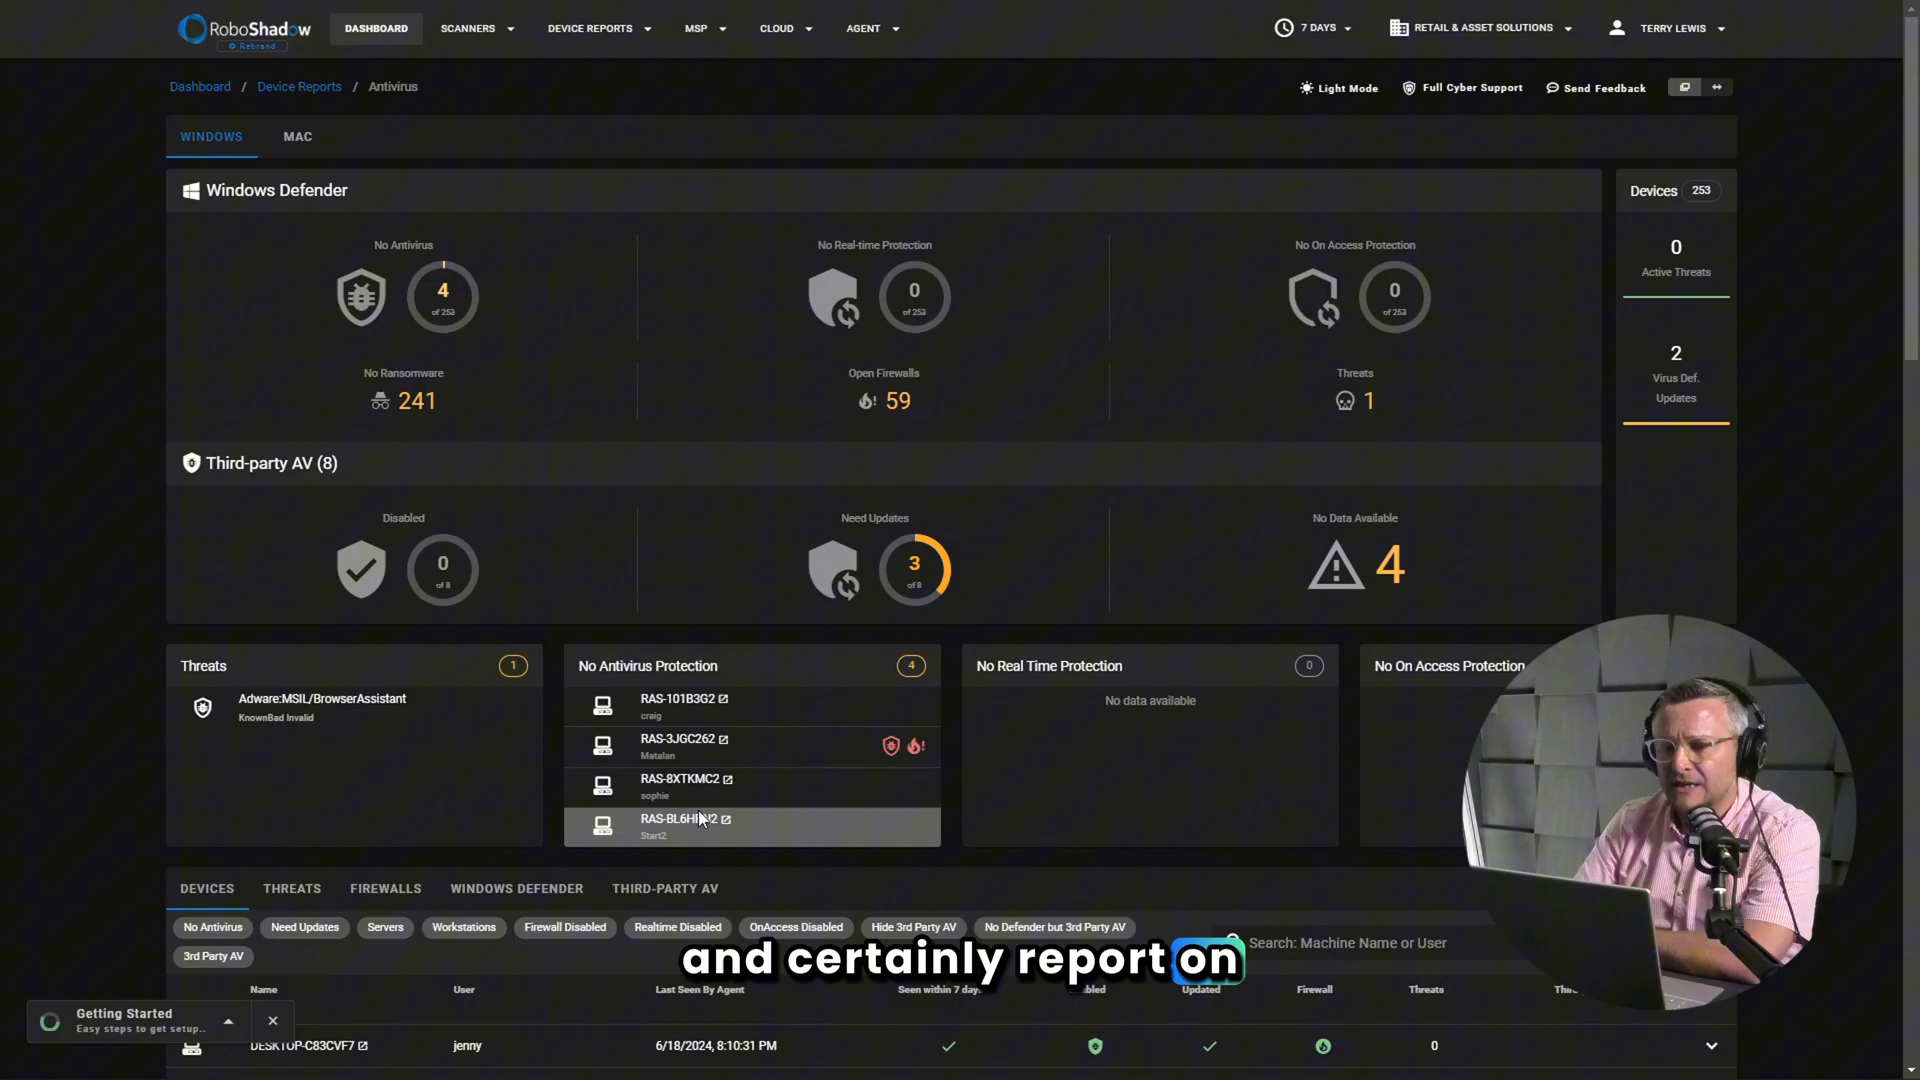 RoboShadow
Rebrand
DASHBOARD
SCANNERS
DEVICE REPORTS
MSP
CLOUD
AGENT
7 DAYS
RETAIL & ASSET SOLUTIONS
TERRY LEWIS
Dashboard / Device Reports / Antivirus
Light Mode
Full Cyber Support
Send Feedback
WINDOWS
MAC
Windows Defender
Devices 253
No Antivirus
4
of 253
No Real-time Protection
0
of 253
No On Access Protection
0
of 253
0
Active Threats
No Ransomware
241
Open Firewalls
59
Threats
1
2
Virus Def.
Updates
Third-party AV (8)
Disabled
0
of 8
Need Updates
3
of 8
No Data Available
4
Threats
1
Adware:MSIL/BrowserAssistant
KnownBad Invalid
No Antivirus Protection
4
RAS-101B3G2
craig
RAS-3JGC262
Matalan
RAS-8XTKMC2
sophie
Start2
No Real Time Protection
0
No data available
No On Access Protection
DEVICES
THREATS
FIREWALLS
WINDOWS DEFENDER
THIRD-PARTY AV
No Antivirus
Need Updates
Servers
Workstations
Firewall Disabled
Realtime Disabled
OnAccess Disabled
Hide 3rd Party AV
No Defender but 3rd Party AV
3rd Party AV
Search: Machine Name or User
and certainly report on
Name
User
Last Seen By Agent
Seen within 7 days
Updated
Firewall
Threats
DESKTOP-C83CVF7
jenny
6/18/2024, 8:10:31 PM
0
Getting Started
Easy steps to get setup..